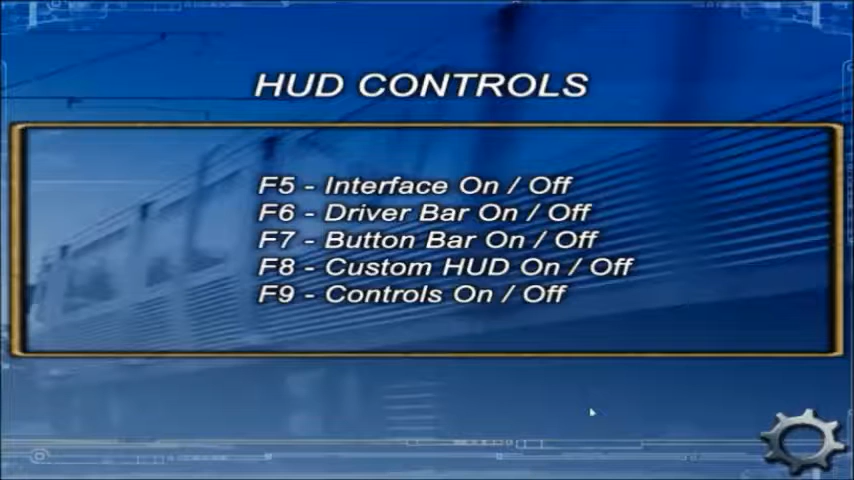 HUD CONTROLS
F5 - Interface On / Off
F6 - Driver Bar On / Off
F7 - Button Bar On / Off
F8 - Custom HUD On / Off
F9 - Controls On / Off